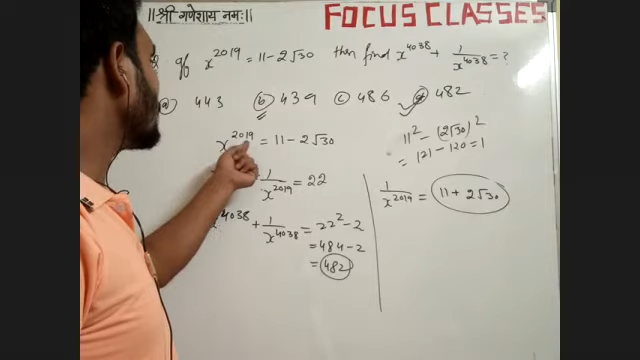 ||श्री गणेशाय नमः||
FOCUS CLASSES
If x^2019 = 11 - 2√30 then find x^4038 + 1/x^4038 = ?
(a) 443 (b) 439 (c) 486 (d) 482
x^2019 = 11 - 2√30
1/x^2019 = 22
x^4038 + 1/x^4038 = 22² - 2
= 484 - 2
= 482
11² - (2√30)²
= 121 - 120 = 1
1/x^2019 = 11 + 2√30